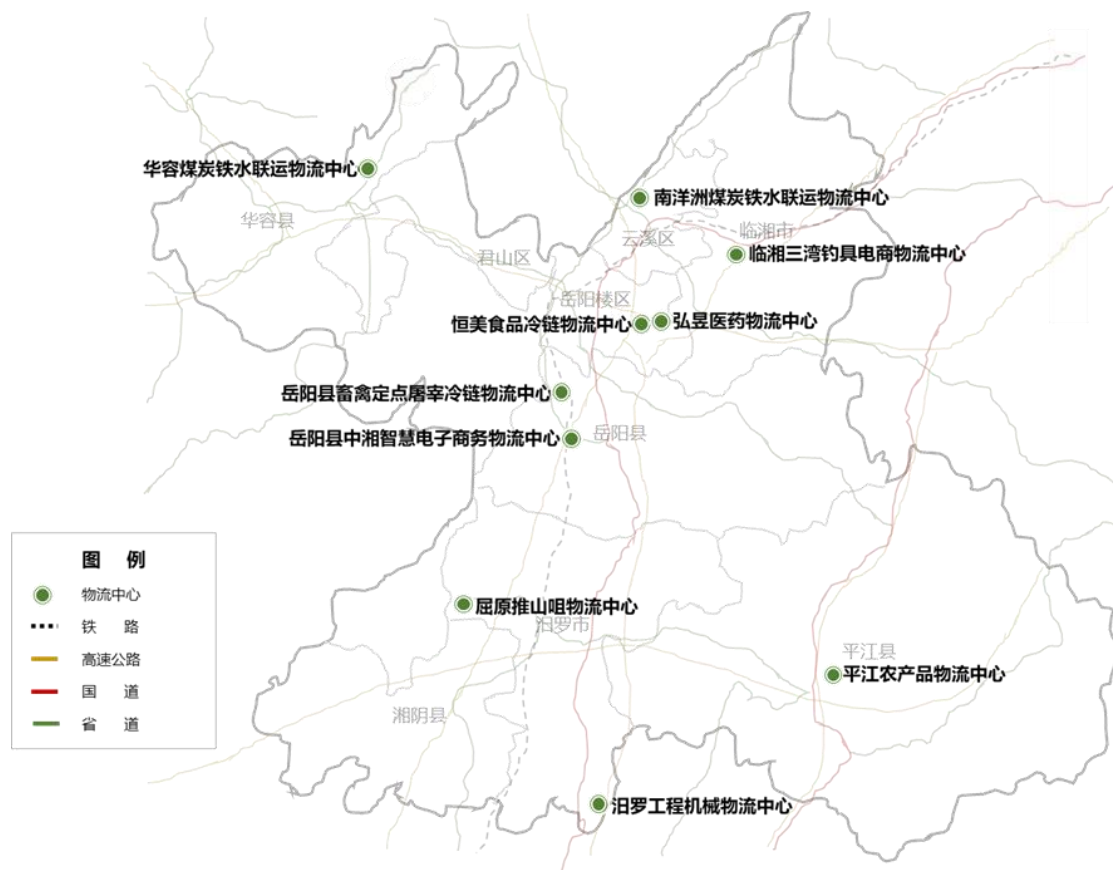 华容煤炭铁水联运物流中心
南洋洲煤炭铁水联运物流中心
华容县
云溪区
临湘市
君山区
临湘三湾钓具电商物流中心
岳阳楼区
恒美食品冷链物流中心
弘昱医药物流中心
岳阳县畜禽定点屠宰冷链物流中心
岳阳县中湘智慧电子商务物流中心
岳阳县
图 例
物流中心
铁 路
高速公路
国 道
省 道
屈原推山咀物流中心
汨罗市
平江县
平江农产品物流中心
湘阴县
汨罗工程机械物流中心